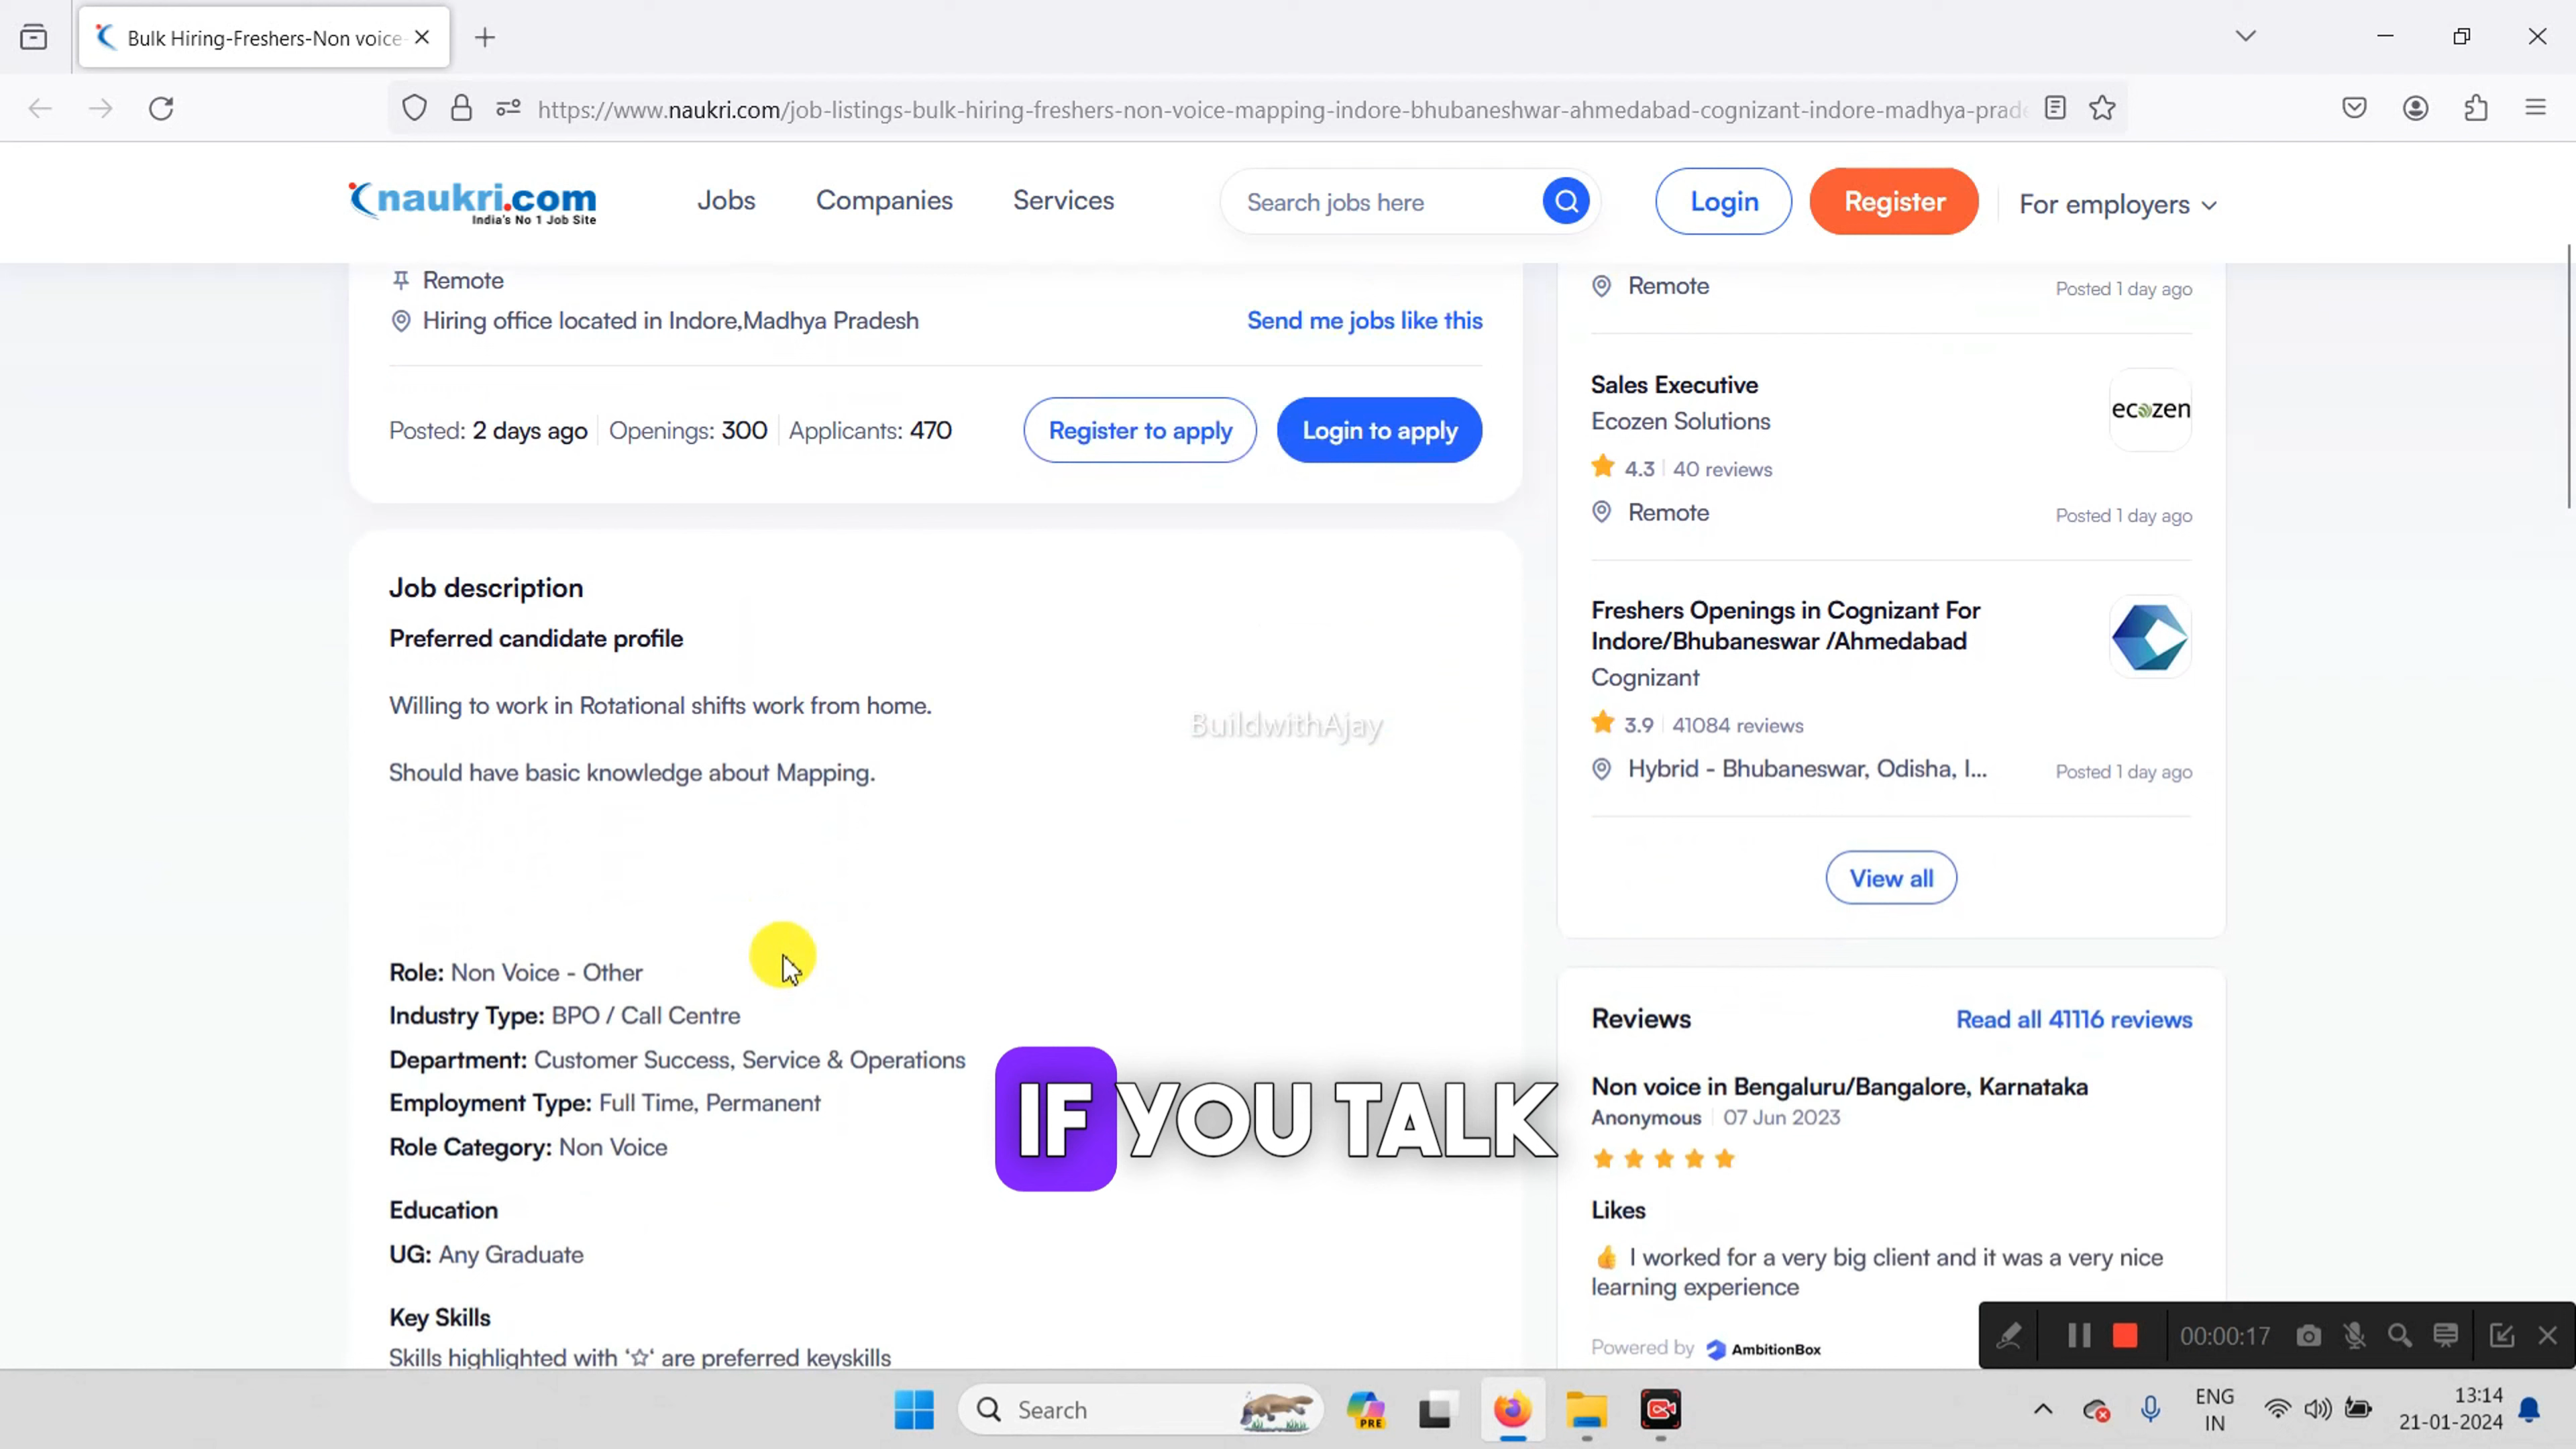 Bulk Hiring-Freshers-Non voice-
https://www.naukri.com/job-listings-bulk-hiring-freshers-non-voice-mapping-indore-bhubaneshwar-ahmedabad-cognizant-indore-madhya-prade
naukri.com
India's No 1 Job Site
Jobs
Companies
Services
Search jobs here
Login
Register
For employers
Remote
Hiring office located in Indore,Madhya Pradesh
Send me jobs like this
Posted: 2 days ago
Openings: 300
Applicants: 470
Register to apply
Login to apply
Job description
Preferred candidate profile
Willing to work in Rotational shifts work from home.
Should have basic knowledge about Mapping.
BuildwithAjay
Role: Non Voice - Other
Industry Type: BPO / Call Centre
Department: Customer Success, Service & Operations
Employment Type: Full Time, Permanent
Role Category: Non Voice
IF YOU TALK
Education
UG: Any Graduate
Key Skills
Skills highlighted with ‘☆‘ are preferred keyskills
Remote
Posted 1 day ago
Sales Executive
Ecozen Solutions
ecozen
4.3 | 40 reviews
Remote
Posted 1 day ago
Freshers Openings in Cognizant For
Indore/Bhubaneswar /Ahmedabad
Cognizant
3.9 | 41084 reviews
Hybrid - Bhubaneswar, Odisha, I...
Posted 1 day ago
View all
Reviews
Read all 41116 reviews
Non voice in Bengaluru/Bangalore, Karnataka
Anonymous | 07 Jun 2023
Likes
👍 I worked for a very big client and it was a very nice
learning experience
Powered by AmbitionBox
00:00:17
Search
PRE
ENG
IN
13:14
21-01-2024